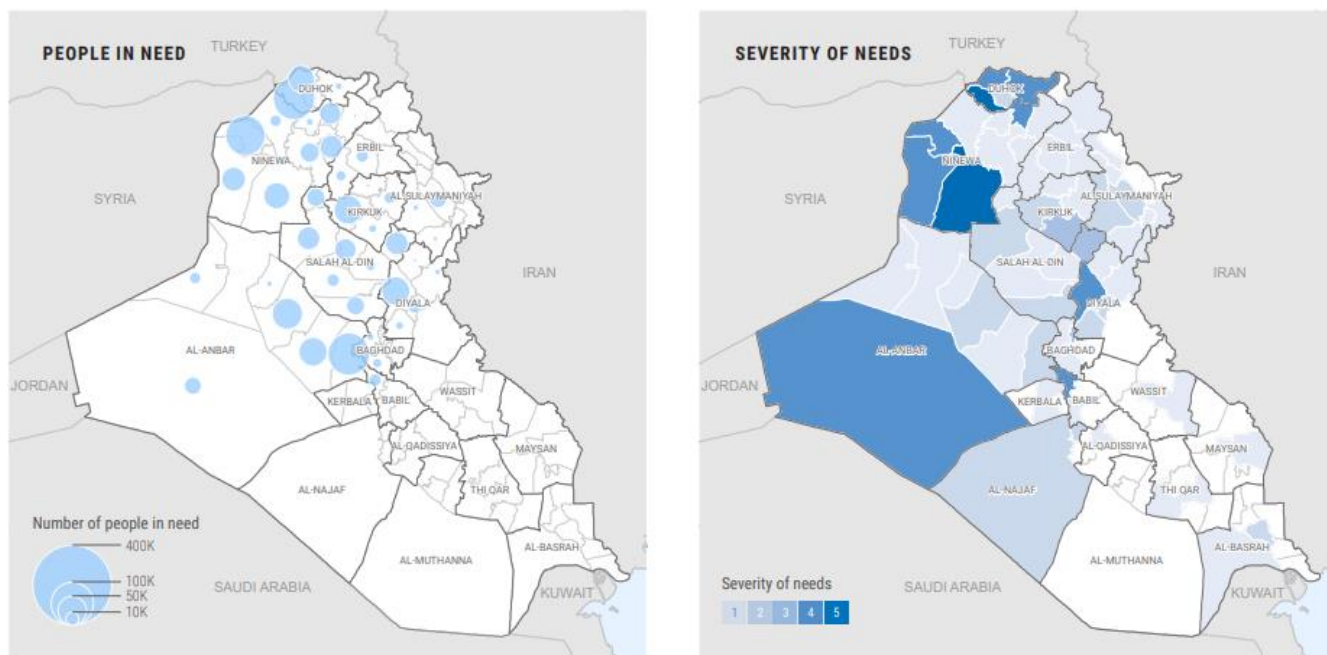 PEOPLE IN NEED
TURKEY
DUHOK
NINEWA
ERBIL
SYRIA
AL-SULAYMANIYAH
KIRKUK
SALAH AL-DIN
IRAN
DIYALA
AL-ANBAR
BAGHDAD
JORDAN
WASSIT
KERBALA
BABIL
AL-QADISSIYA
MAYSAN
AL-NAJAF
THI QAR
Number of people in need
400K
100K
50K
10K
AL-MUTHANNA
AL-BASRAH
SAUDI ARABIA
KUWAIT
SEVERITY OF NEEDS
TURKEY
DUHOK
NINEWA
ERBIL
SYRIA
AL-SULAYMANIYAH
KIRKUK
SALAH AL-DIN
IRAN
DIYALA
AL-ANBAR
BAGHDAD
JORDAN
WASSIT
KERBALA
BABIL
AL-QADISSIYA
MAYSAN
AL-NAJAF
THI QAR
AL-BASRAH
AL-MUTHANNA
SAUDI ARABIA
KUWAIT
Severity of needs
1 2 3 4 5